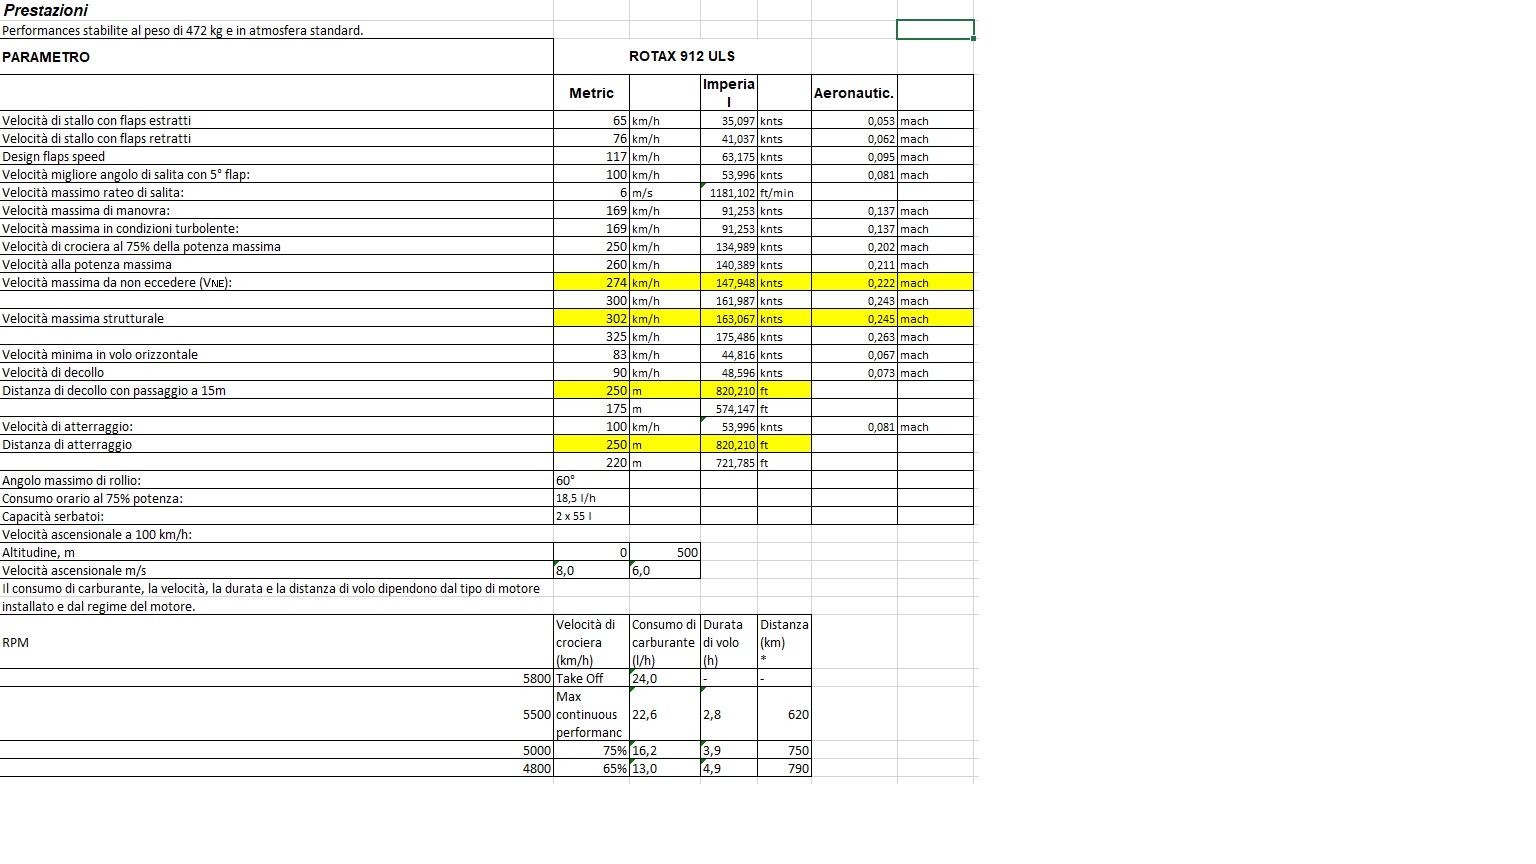 Prestazioni
Performances stabilite al peso di 472 kg e in atmosfera standard.
PARAMETRO ROTAX 912 ULS
Metric Imperial Aeronautic.
Velocità di stallo con flaps estratti 65 km/h 35,097 knts 0,053 mach
Velocità di stallo con flaps retratti 76 km/h 41,037 knts 0,062 mach
Design flaps speed 117 km/h 63,175 knts 0,095 mach
Velocità migliore angolo di salita con 5° flap: 100 km/h 53,996 knts 0,081 mach
Velocità massimo rateo di salita: 6 m/s 1181,102 ft/min
Velocità massima di manovra: 169 km/h 91,253 knts 0,137 mach
Velocità massima in condizioni turbolente: 169 km/h 91,253 knts 0,137 mach
Velocità di crociera al 75% della potenza massima 250 km/h 134,989 knts 0,202 mach
Velocità alla potenza massima 260 km/h 140,389 knts 0,211 mach
Velocità massima da non eccedere (VNE): 274 km/h 147,948 knts 0,222 mach
300 km/h 161,987 knts 0,243 mach
Velocità massima strutturale 302 km/h 163,067 knts 0,245 mach
325 km/h 175,486 knts 0,263 mach
Velocità minima in volo orizzontale 83 km/h 44,816 knts 0,067 mach
Velocità di decollo 90 km/h 48,596 knts 0,073 mach
Distanza di decollo con passaggio a 15m 250 m 820,210 ft
175 m 574,147 ft
Velocità di atterraggio: 100 km/h 53,996 knts 0,081 mach
Distanza di atterraggio 250 m 820,210 ft
220 m 721,785 ft
Angolo massimo di rollio: 60°
Consumo orario al 75% potenza: 18,5 l/h
Capacità serbatoi: 2 x 55 l
Velocità ascensionale a 100 km/h:
Altitudine, m 0 500
Velocità ascensionale m/s 8,0 6,0
Il consumo di carburante, la velocità, la durata e la distanza di volo dipendono dal tipo di motore
installato e dal regime del motore.
RPM
Velocità di
crociera
(km/h)
Consumo di
carburante
(l/h)
Durata
di volo
(h)
Distanza
(km)
*
5800 Take Off 24,0 - -
5500 Max
continuous
performanc
22,6 2,8 620
5000 75% 16,2 3,9 750
4800 65% 13,0 4,9 790